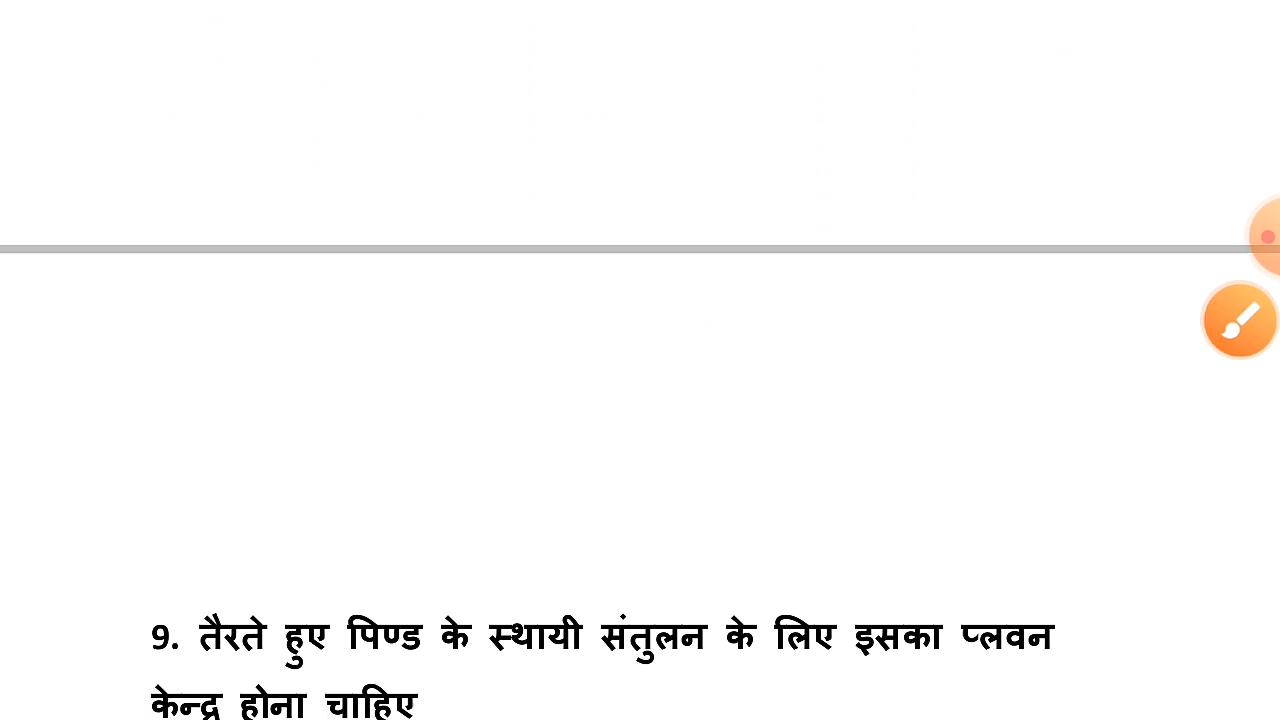 9. तैरते हुए पिण्ड के स्थायी संतुलन के लिए इसका प्लवन
केन्द्र होना चाहिए